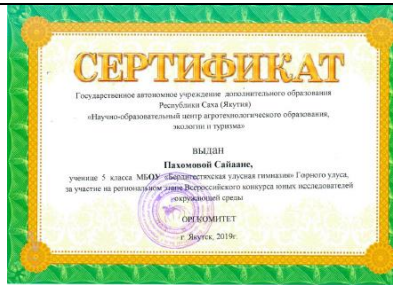 СЕРТИФИКАТ
Государственное автономное учреждение дополнительного образования
Республики Саха (Якутия)
«Научно-образовательный центр агротехнологического образования,
экологии и туризма»
ВЫДАН
Пахомовой Сайаане,
ученице 5 класса МБОУ «Бердигестяхская улусная гимназия» Горного улуса,
за участие на региональном этапе Всероссийского конкурса юных исследователей
окружающей среды
ОРГКОМИТЕТ
г. Якутск, 2019г.